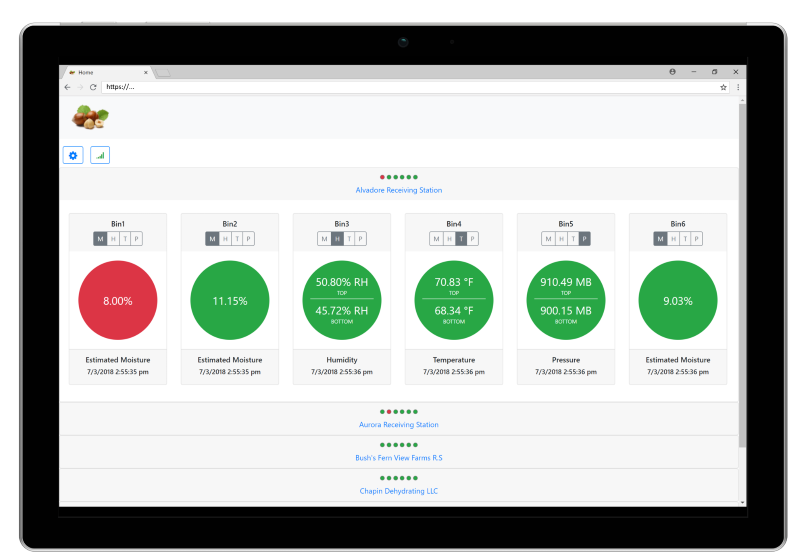 Home
https://...
Alvadore Receiving Station
Bin1 Bin2 Bin3 Bin4 Bin5 Bin6
M H T P M H T P M H T P M H T P M H T P M H T P
8.00% 11.15% 50.80% RH 70.83 °F 910.49 MB 9.03%
TOP TOP TOP
45.72% RH 68.34 °F 900.15 MB
BOTTOM BOTTOM BOTTOM
Estimated Moisture Estimated Moisture Humidity Temperature Pressure Estimated Moisture
7/3/2018 2:55:35 pm 7/3/2018 2:55:35 pm 7/3/2018 2:55:36 pm 7/3/2018 2:55:36 pm 7/3/2018 2:55:36 pm 7/3/2018 2:55:36 pm
Aurora Receiving Station
Bush's Fern View Farms R.S
Chapin Dehydrating LLC